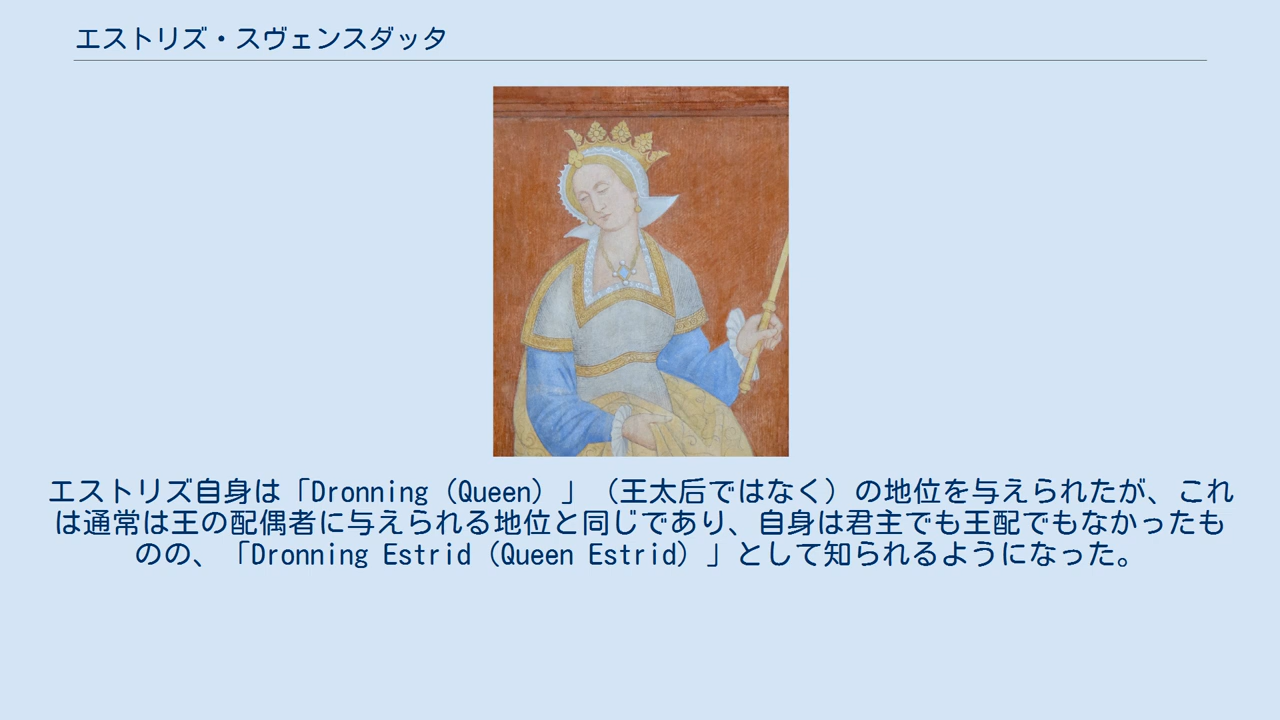 エストリズ・スヴェンスダッタ
エストリズ自身は「Dronning（Queen）」（王太后ではなく）の地位を与えられたが、これ
は通常は王の配偶者に与えられる地位と同じであり、自身は君主でも王配でもなかったも
のの、「Dronning Estrid（Queen Estrid）」として知られるようになった。